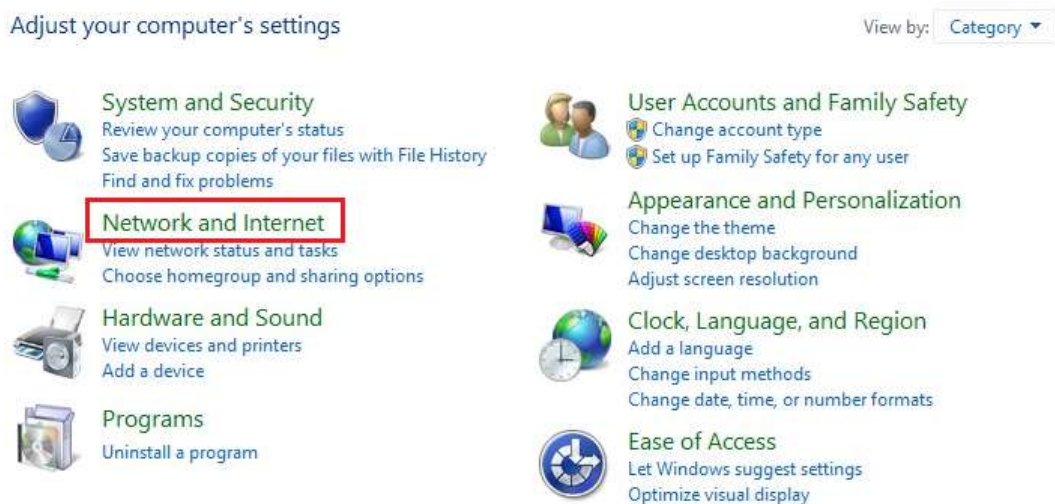 Adjust your computer's settings
View by: Category
System and Security
Review your computer's status
Save backup copies of your files with File History
Find and fix problems
Network and Internet
View network status and tasks
Choose homegroup and sharing options
Hardware and Sound
View devices and printers
Add a device
Programs
Uninstall a program
User Accounts and Family Safety
Change account type
Set up Family Safety for any user
Appearance and Personalization
Change the theme
Change desktop background
Adjust screen resolution
Clock, Language, and Region
Add a language
Change input methods
Change date, time, or number formats
Ease of Access
Let Windows suggest settings
Optimize visual display